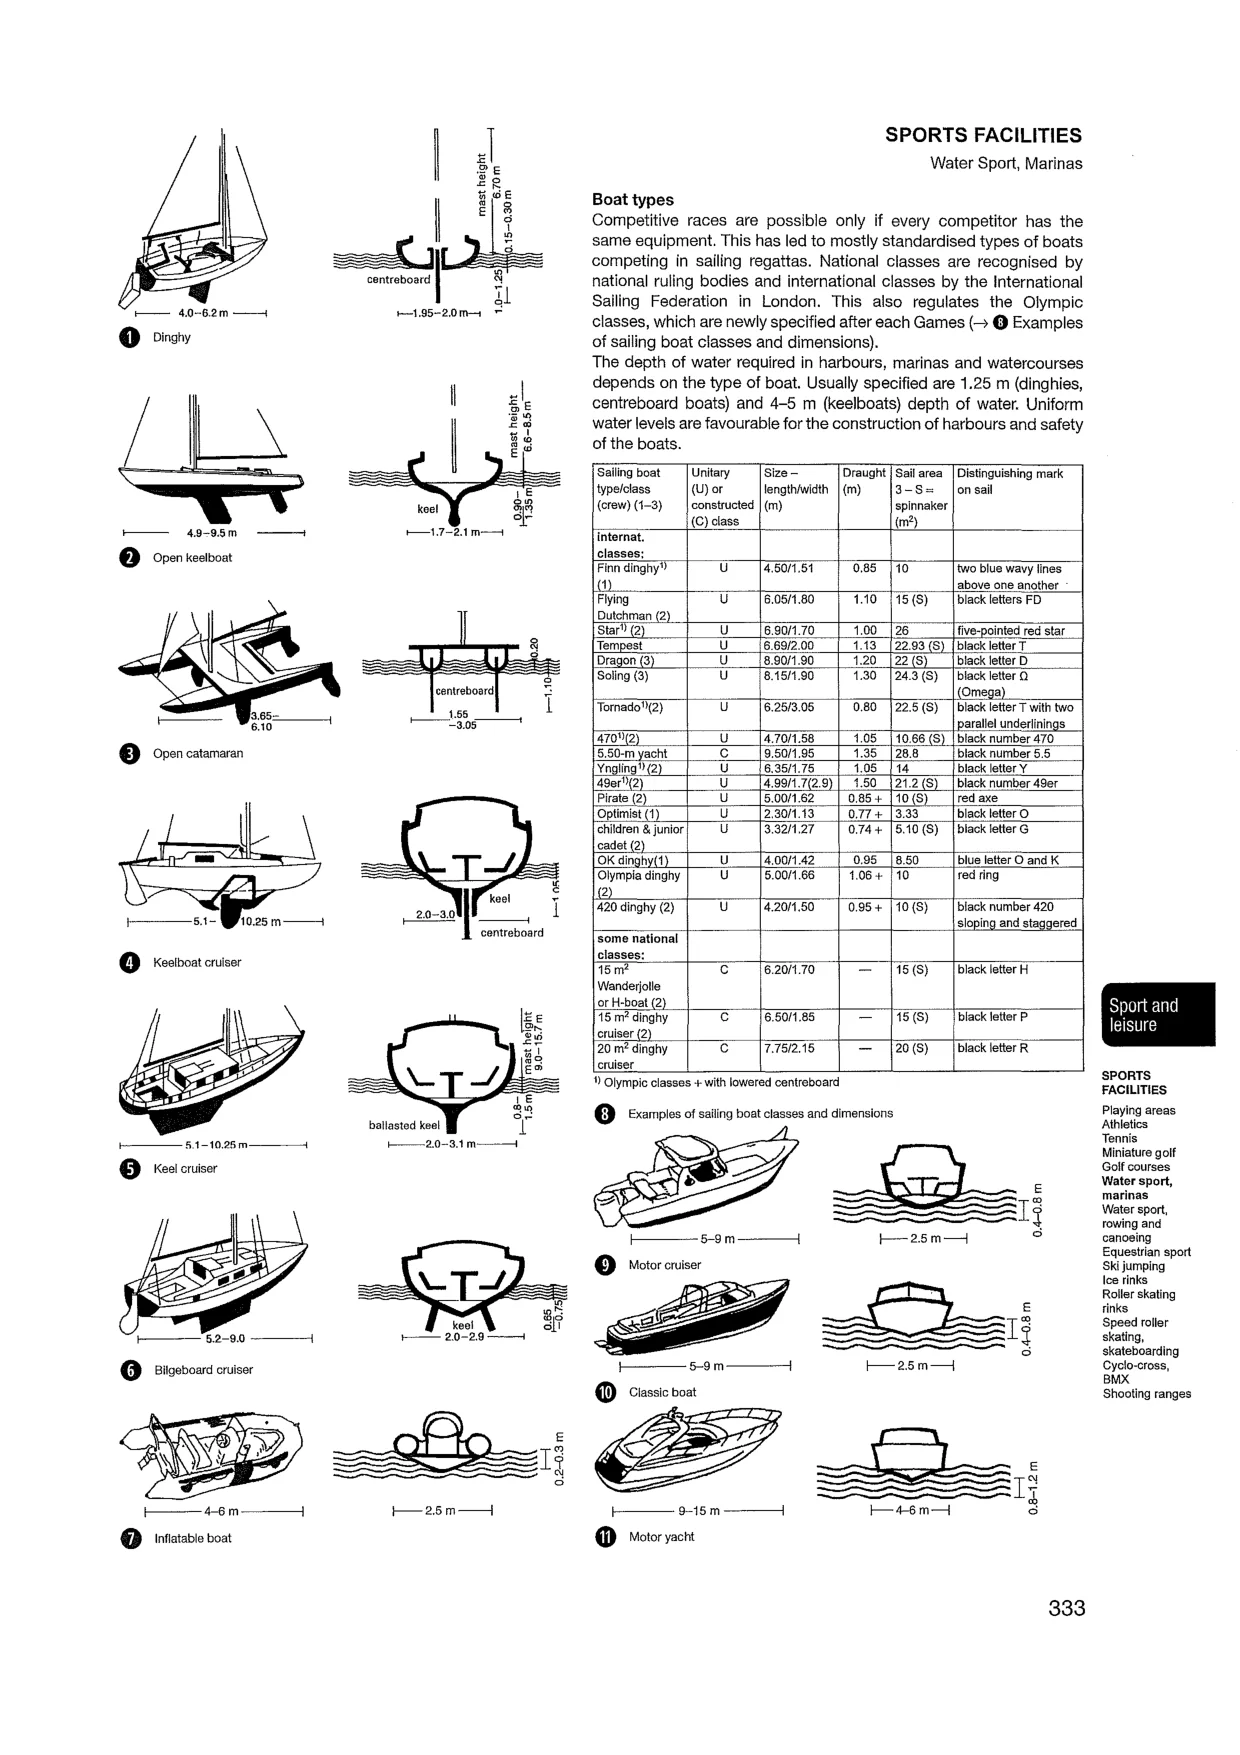 SPORTS FACILITIES
Water Sport, Marinas
mast height
6.70 m
0.15–0.30 m
1.0–1.25
centreboard
4.0–6.2 m
1.95–2.0 m
1 Dinghy
mast height
6.6–8.5 m
0.90–
1.35 m
keel
4.9–9.5 m
1.7–2.1 m
2 Open keelboat
0.20
1.10
centreboard
3.65–
6.10
1.55
–3.05
3 Open catamaran
keel
1.05
5.1–
10.25 m
2.0–3.0
centreboard
4 Keelboat cruiser
mast height
9.0–15.7 m
0.8–
1.5 m
ballasted keel
5.1–10.25 m
2.0–3.1 m
5 Keel cruiser
keel
0.65
–0.75
5.2–9.0
2.0–2.9
6 Bilgeboard cruiser
0.2–0.3 m
4–6 m
2.5 m
7 Inflatable boat
Boat types
Competitive races are possible only if every competitor has the
same equipment. This has led to mostly standardised types of boats
competing in sailing regattas. National classes are recognised by
national ruling bodies and international classes by the International
Sailing Federation in London. This also regulates the Olympic
classes, which are newly specified after each Games (→ 8 Examples
of sailing boat classes and dimensions).
The depth of water required in harbours, marinas and watercourses
depends on the type of boat. Usually specified are 1.25 m (dinghies,
centreboard boats) and 4–5 m (keelboats) depth of water. Uniform
water levels are favourable for the construction of harbours and safety
of the boats.
Sailing boat Unitary Size – Draught Sail area Distinguishing mark
type/class (U) or length/width (m) 3 – S = on sail
(crew) (1–3) constructed (m) spinnaker
(C) class (m²)
internat.
classes:
Finn dinghy¹⁾ U 4.50/1.51 0.85 10 two blue wavy lines
(1) above one another
Flying U 6.05/1.80 1.10 15 (S) black letters FD
Dutchman (2)
Star¹⁾ (2) U 6.90/1.70 1.00 26 five-pointed red star
Tempest U 6.69/2.00 1.13 22.93 (S) black letter T
Dragon (3) U 8.90/1.90 1.20 22 (S) black letter D
Soling (3) U 8.15/1.90 1.30 24.3 (S) black letter Ω
(Omega)
Tornado¹⁾(2) U 6.25/3.05 0.80 22.5 (S) black letter T with two
parallel underlinings
470¹⁾(2) U 4.70/1.58 1.05 10.66 (S) black number 470
5.50-m yacht C 9.50/1.95 1.35 28.8 black number 5.5
Yngling¹⁾ (2) U 6.35/1.75 1.05 14 black letter Y
49er¹⁾(2) U 4.99/1.7(2.9) 1.50 21.2 (S) black number 49er
Pirate (2) U 5.00/1.62 0.85 + 10 (S) red axe
Optimist (1) U 2.30/1.13 0.77 + 3.33 black letter O
children & junior U 3.32/1.27 0.74 + 5.10 (S) black letter G
cadet (2)
OK dinghy(1) U 4.00/1.42 0.95 8.50 blue letter O and K
Olympia dinghy U 5.00/1.66 1.06 + 10 red ring
(2)
420 dinghy (2) U 4.20/1.50 0.95 + 10 (S) black number 420
sloping and staggered
some national
classes:
15 m² C 6.20/1.70 — 15 (S) black letter H
Wanderjolle
or H-boat (2)
15 m² dinghy C 6.50/1.85 — 15 (S) black letter P
cruiser (2)
20 m² dinghy C 7.75/2.15 — 20 (S) black letter R
cruiser
¹⁾ Olympic classes + with lowered centreboard
8 Examples of sailing boat classes and dimensions
0.4–0.8 m
5–9 m
2.5 m
9 Motor cruiser
0.4–0.8 m
5–9 m
2.5 m
10 Classic boat
0.8–1.2 m
9–15 m
4–6 m
11 Motor yacht
Sport and
leisure
SPORTS
FACILITIES
Playing areas
Athletics
Tennis
Miniature golf
Golf courses
Water sport,
marinas
Water sport,
rowing and
canoeing
Equestrian sport
Ski jumping
Ice rinks
Roller skating
rinks
Speed roller
skating,
skateboarding
Cyclo-cross,
BMX
Shooting ranges
333